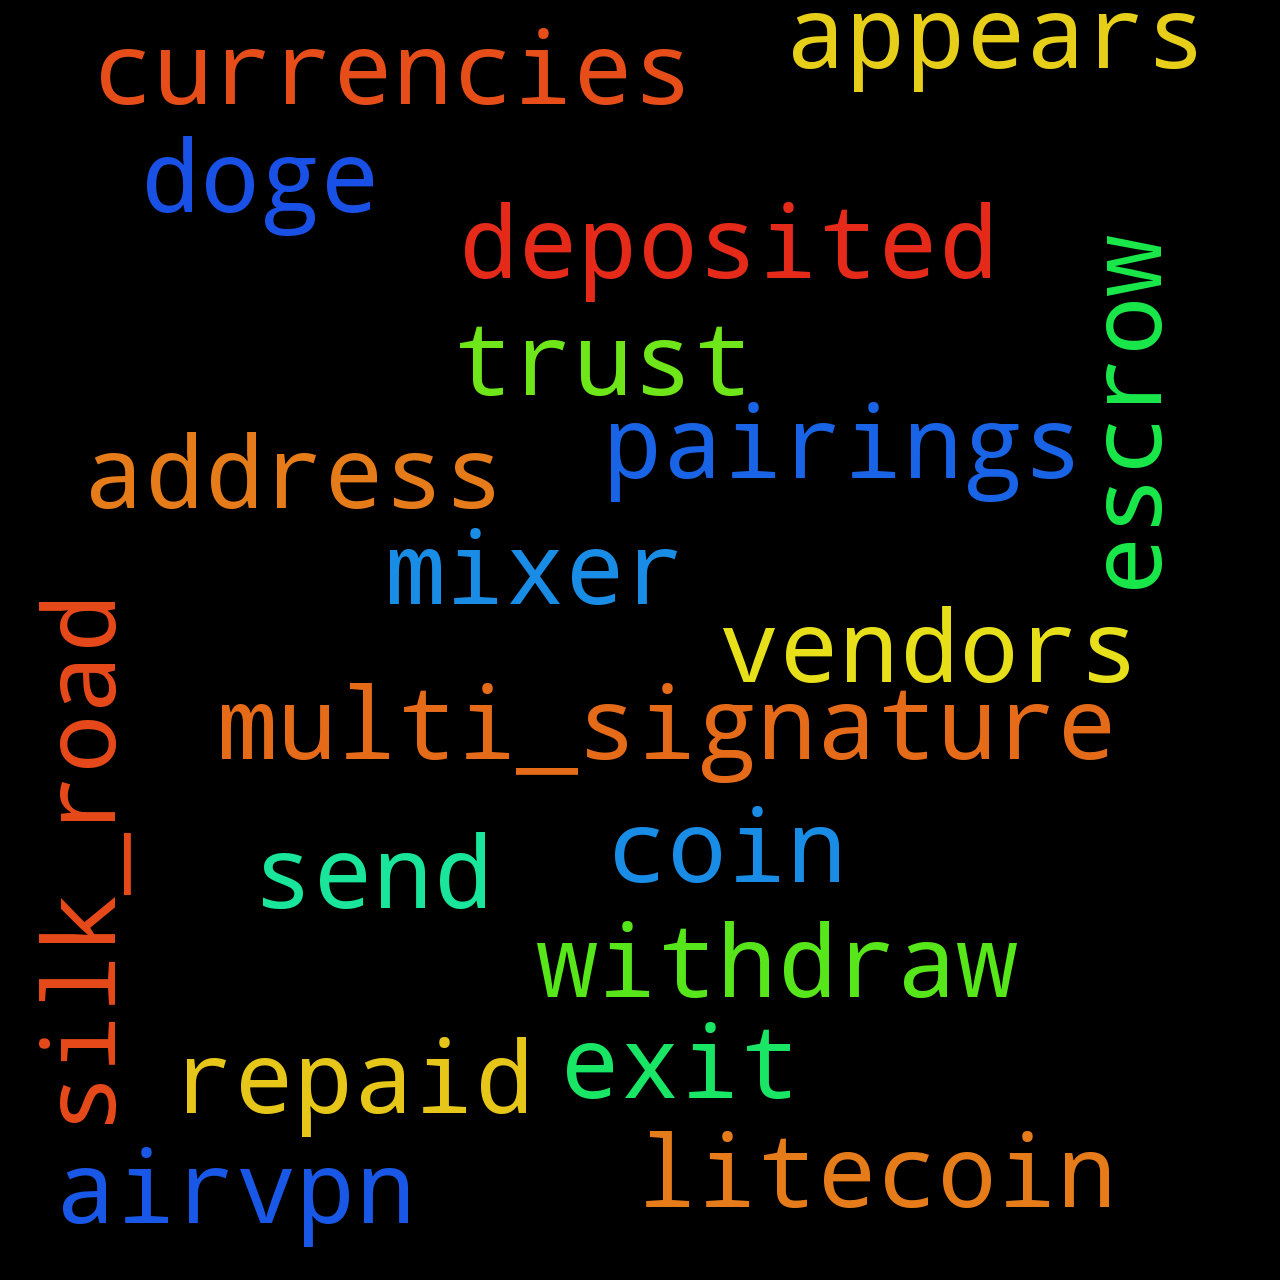 appears
currencies
doge
deposited
escrow
trust
pairings
address
mixer
silk_road
vendors
multi_signature
coin
send
withdraw
exit
repaid
litecoin
airvpn